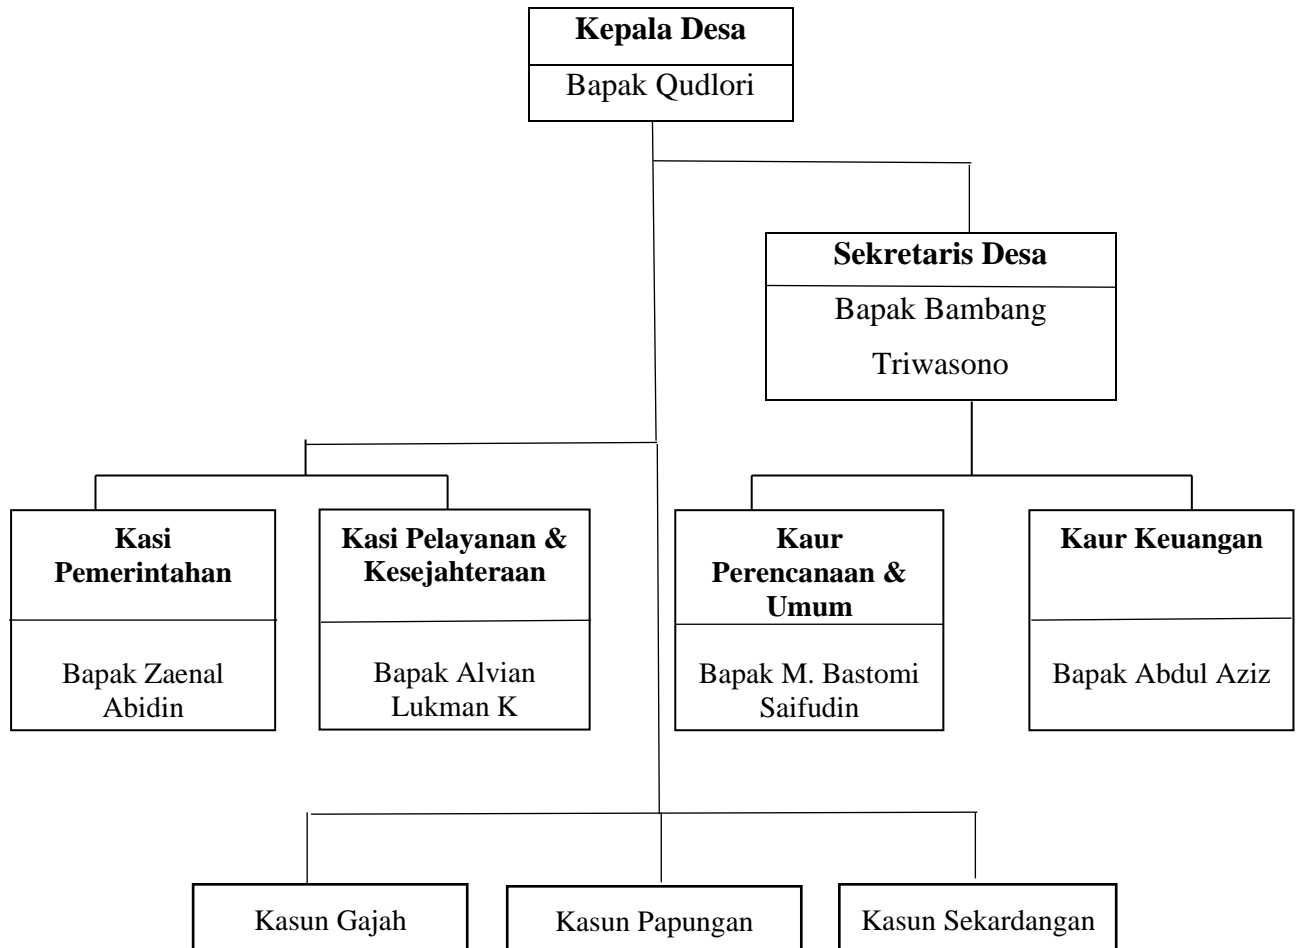 Kepala Desa
Bapak Qudlori
Sekretaris Desa
Bapak Bambang
Triwasono
Kasi
Pemerintahan
Bapak Zaenal
Abidin
Kasi Pelayanan &
Kesejahteraan
Bapak Alvian
Lukman K
Kaur
Perencanaan &
Umum
Bapak M. Bastomi
Saifudin
Kaur Keuangan
Bapak Abdul Aziz
Kasun Gajah
Kasun Papungan
Kasun Sekardangan